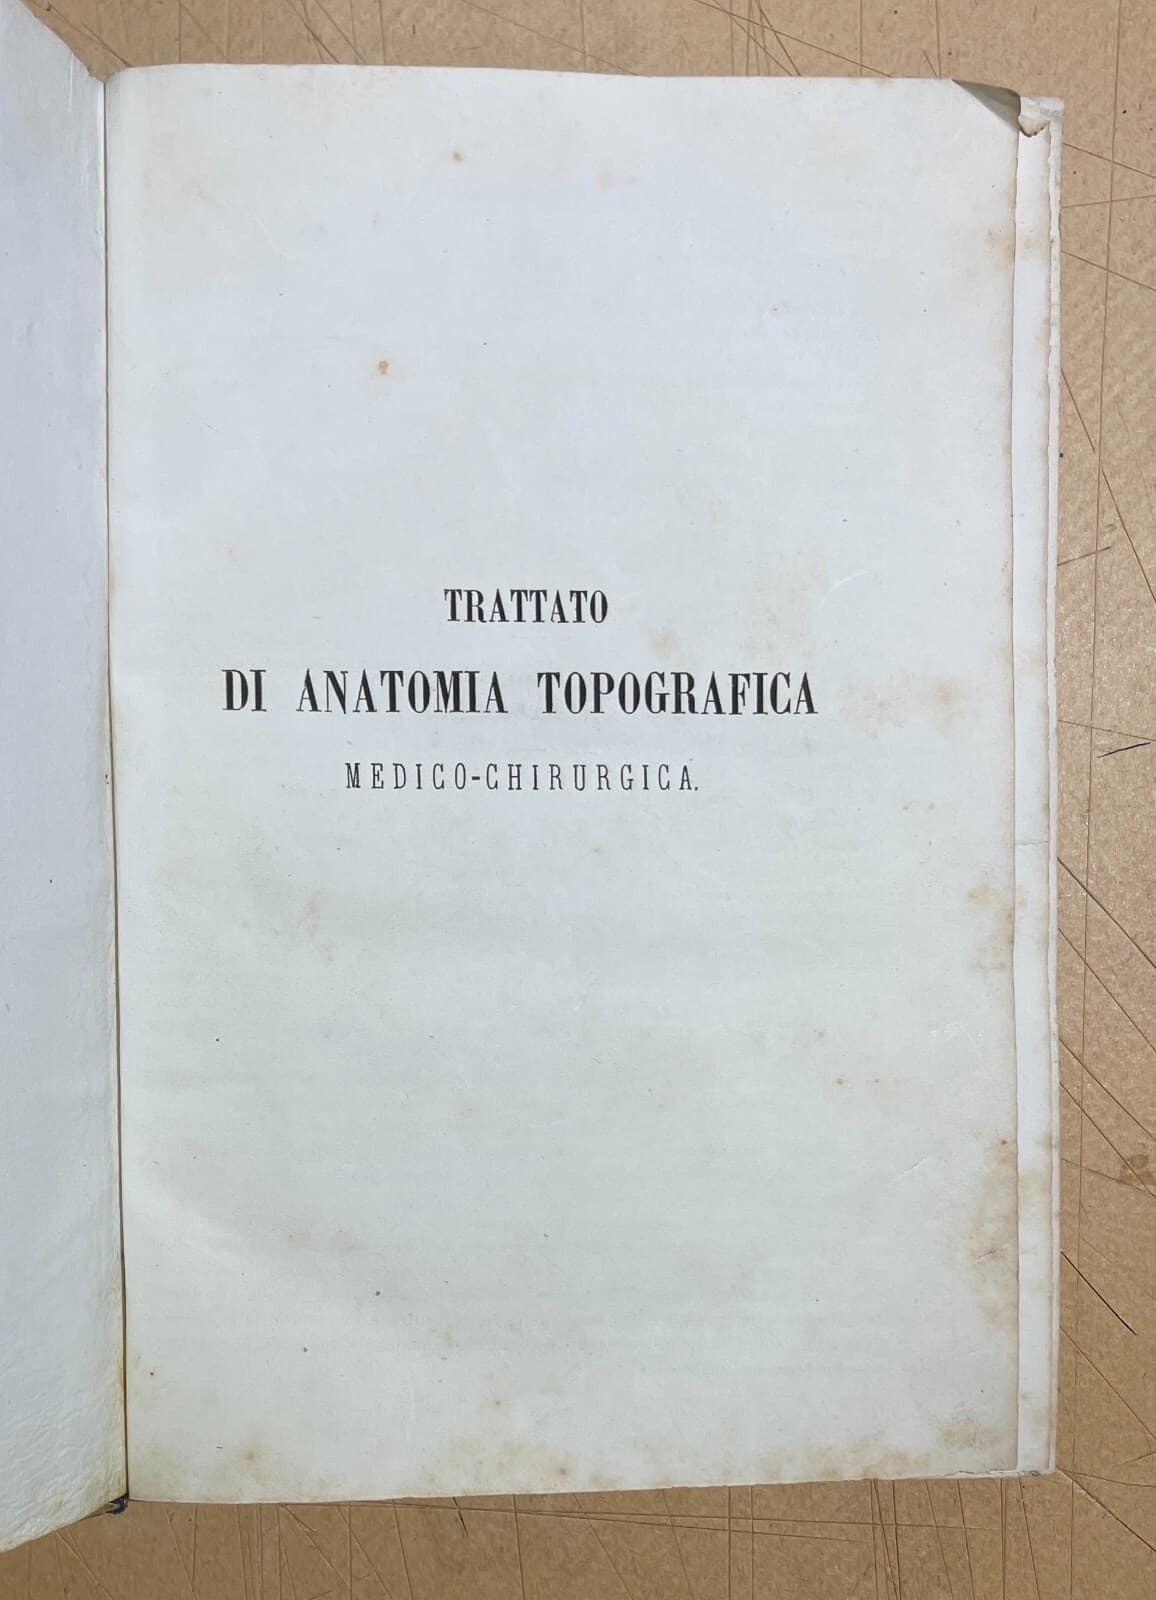 TRATTATO
DI ANATOMIA TOPOGRAFICA
MEDICO-CHIRURGICA.